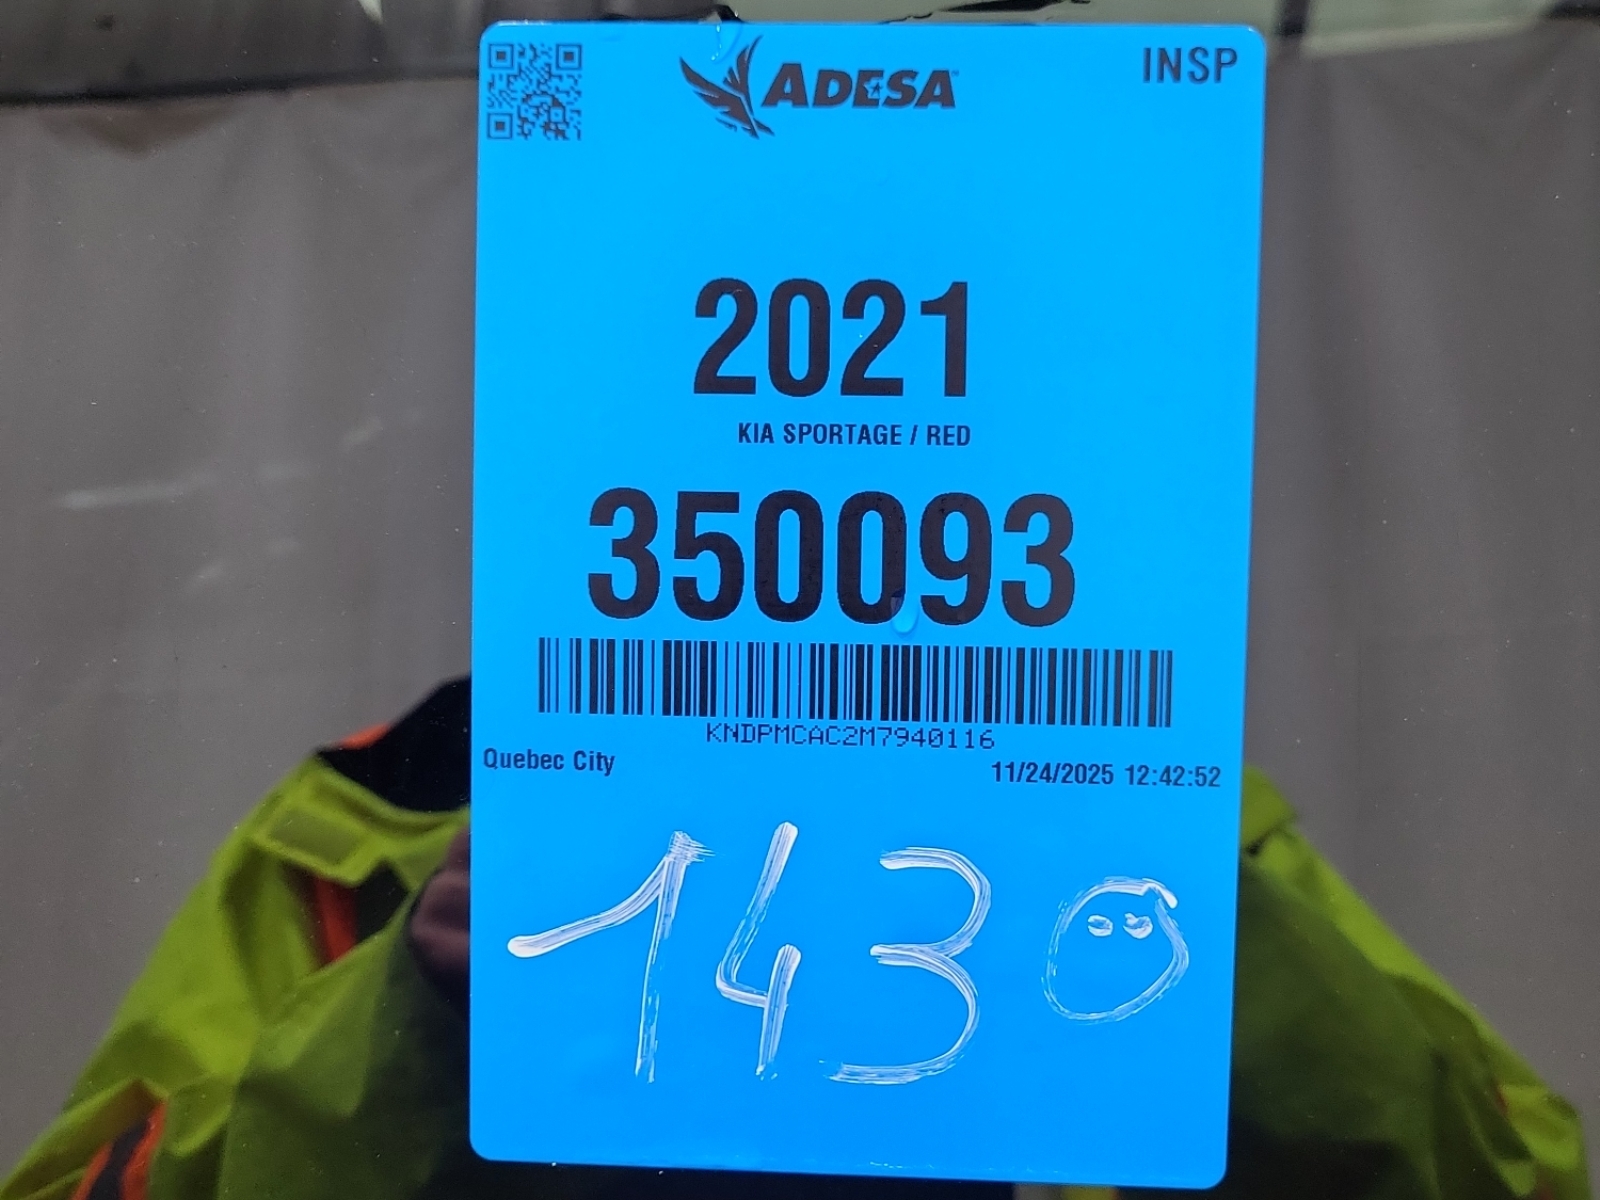 ADESA
INSP
2021
KIA SPORTAGE / RED
350093
KNDPMCAC2M7940116
Quebec City
11/24/2025 12:42:52
1430